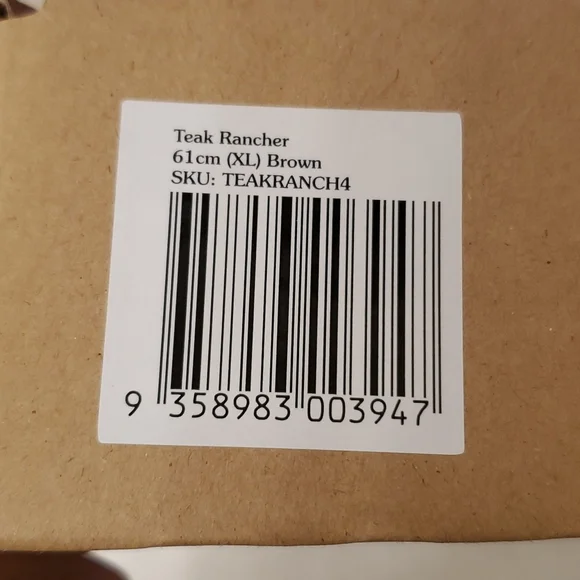 Teak Rancher
61cm (XL) Brown
SKU: TEAKRANCH4
9 358983 003947